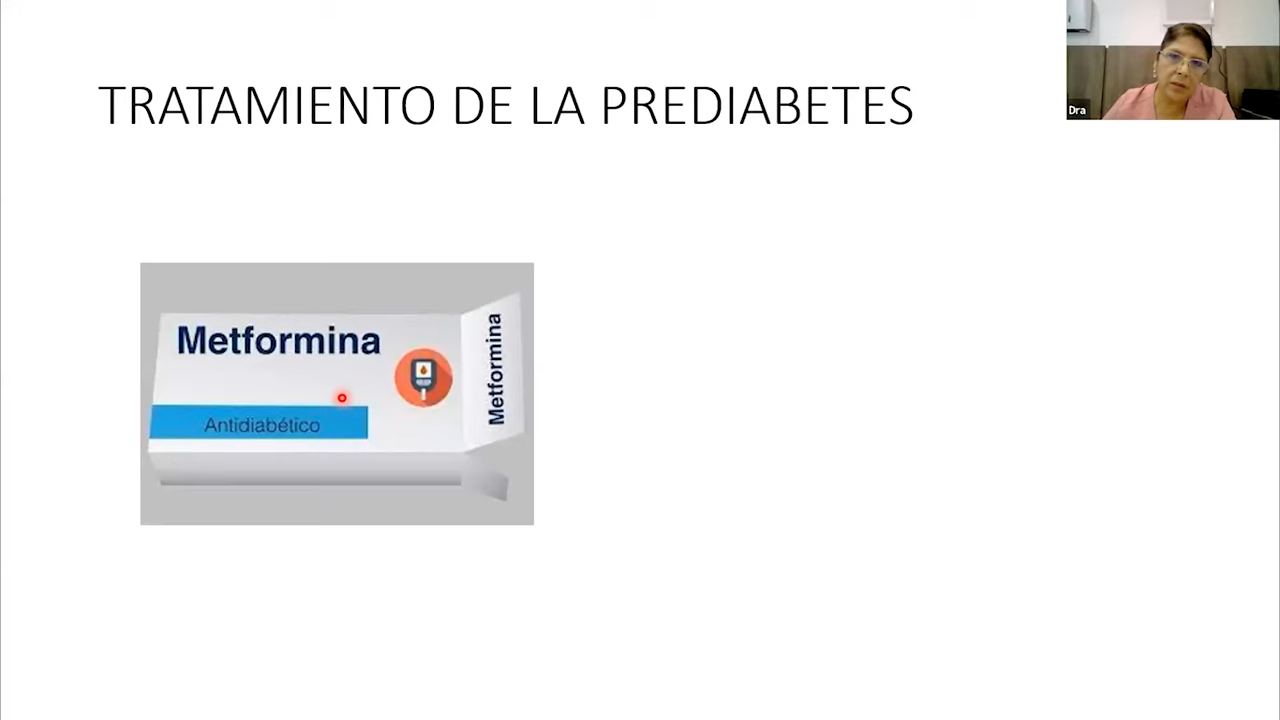 TRATAMIENTO DE LA PREDIABETES
Dra
Metformina
Metformina
Antidiabético